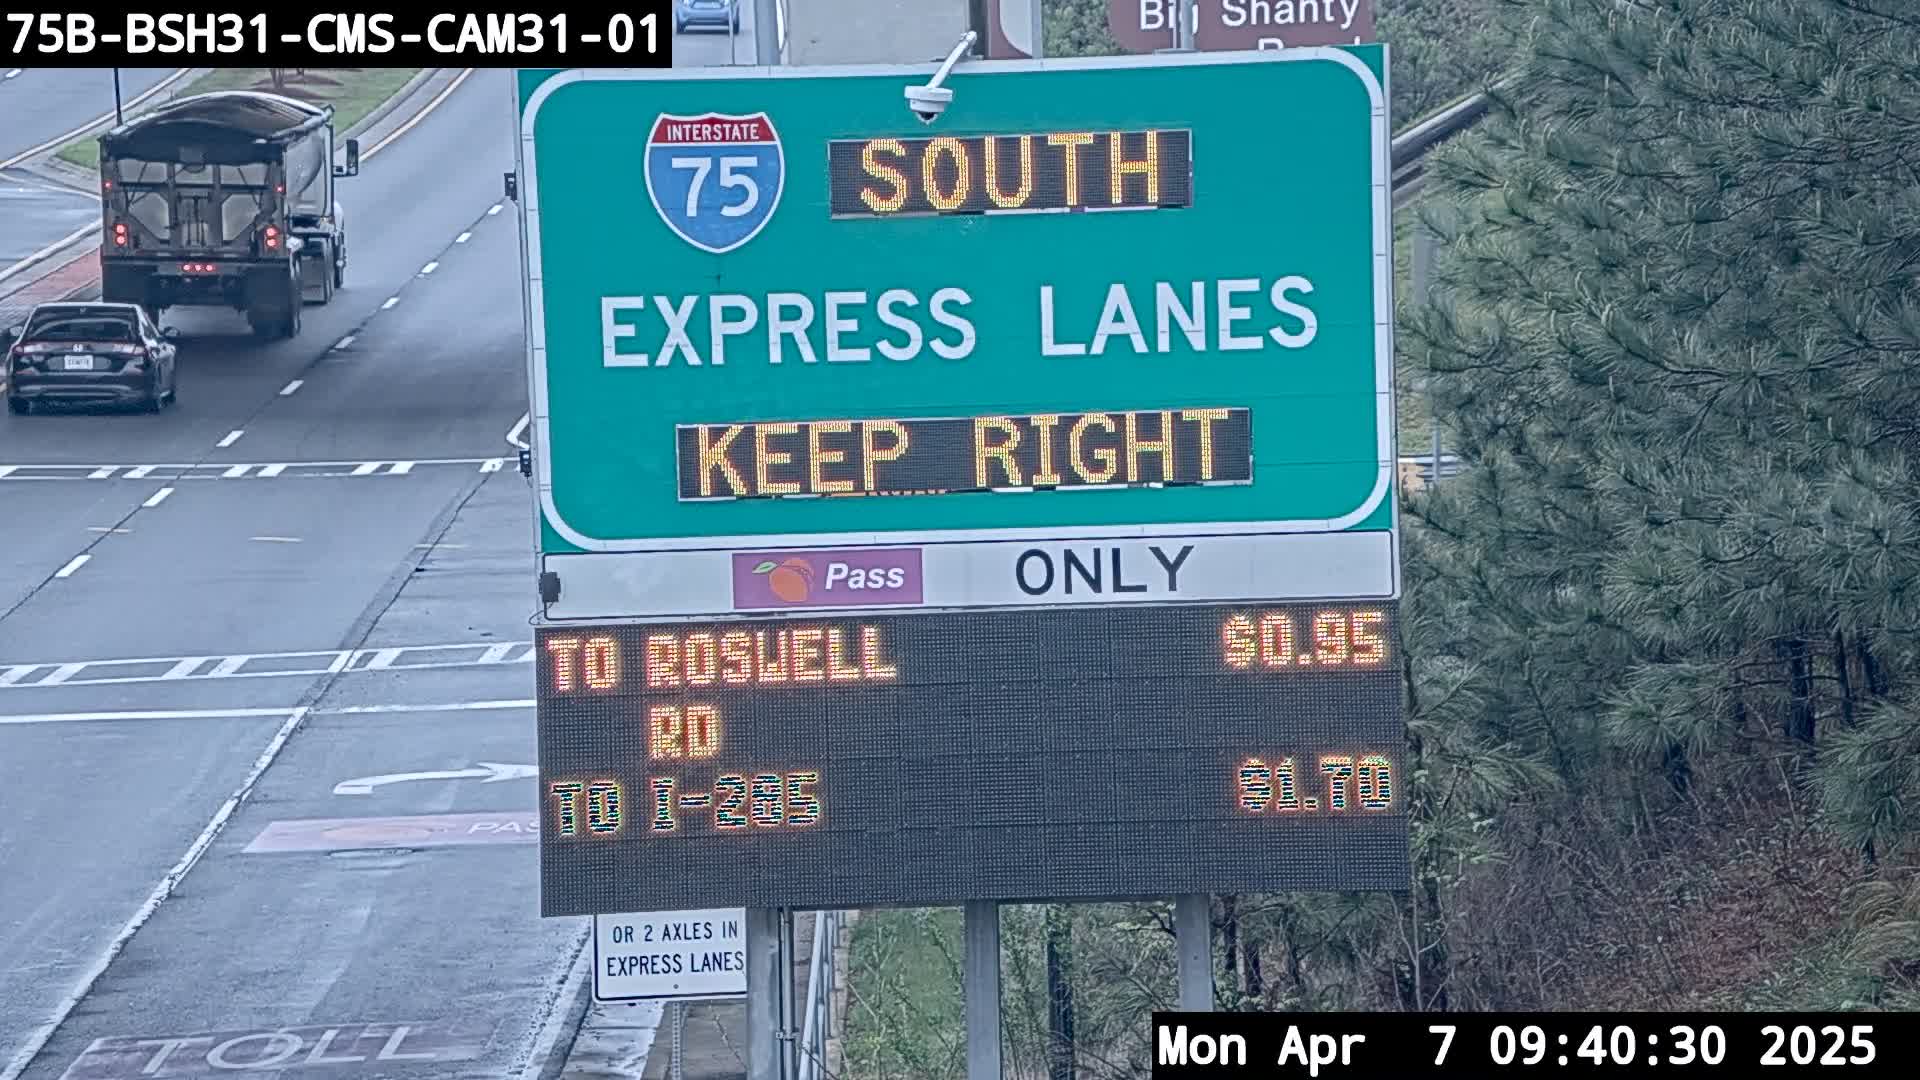 75B-BSH31-CMS-CAM31-01
Big Shanty
Road
INTERSTATE
75
SOUTH
EXPRESS LANES
KEEP RIGHT
Pass ONLY
TO ROSWELL $0.95
RD
TO I-285 $1.70
PAS
OR 2 AXLES IN
EXPRESS LANES
TOLL
Mon Apr 7 09:40:30 2025